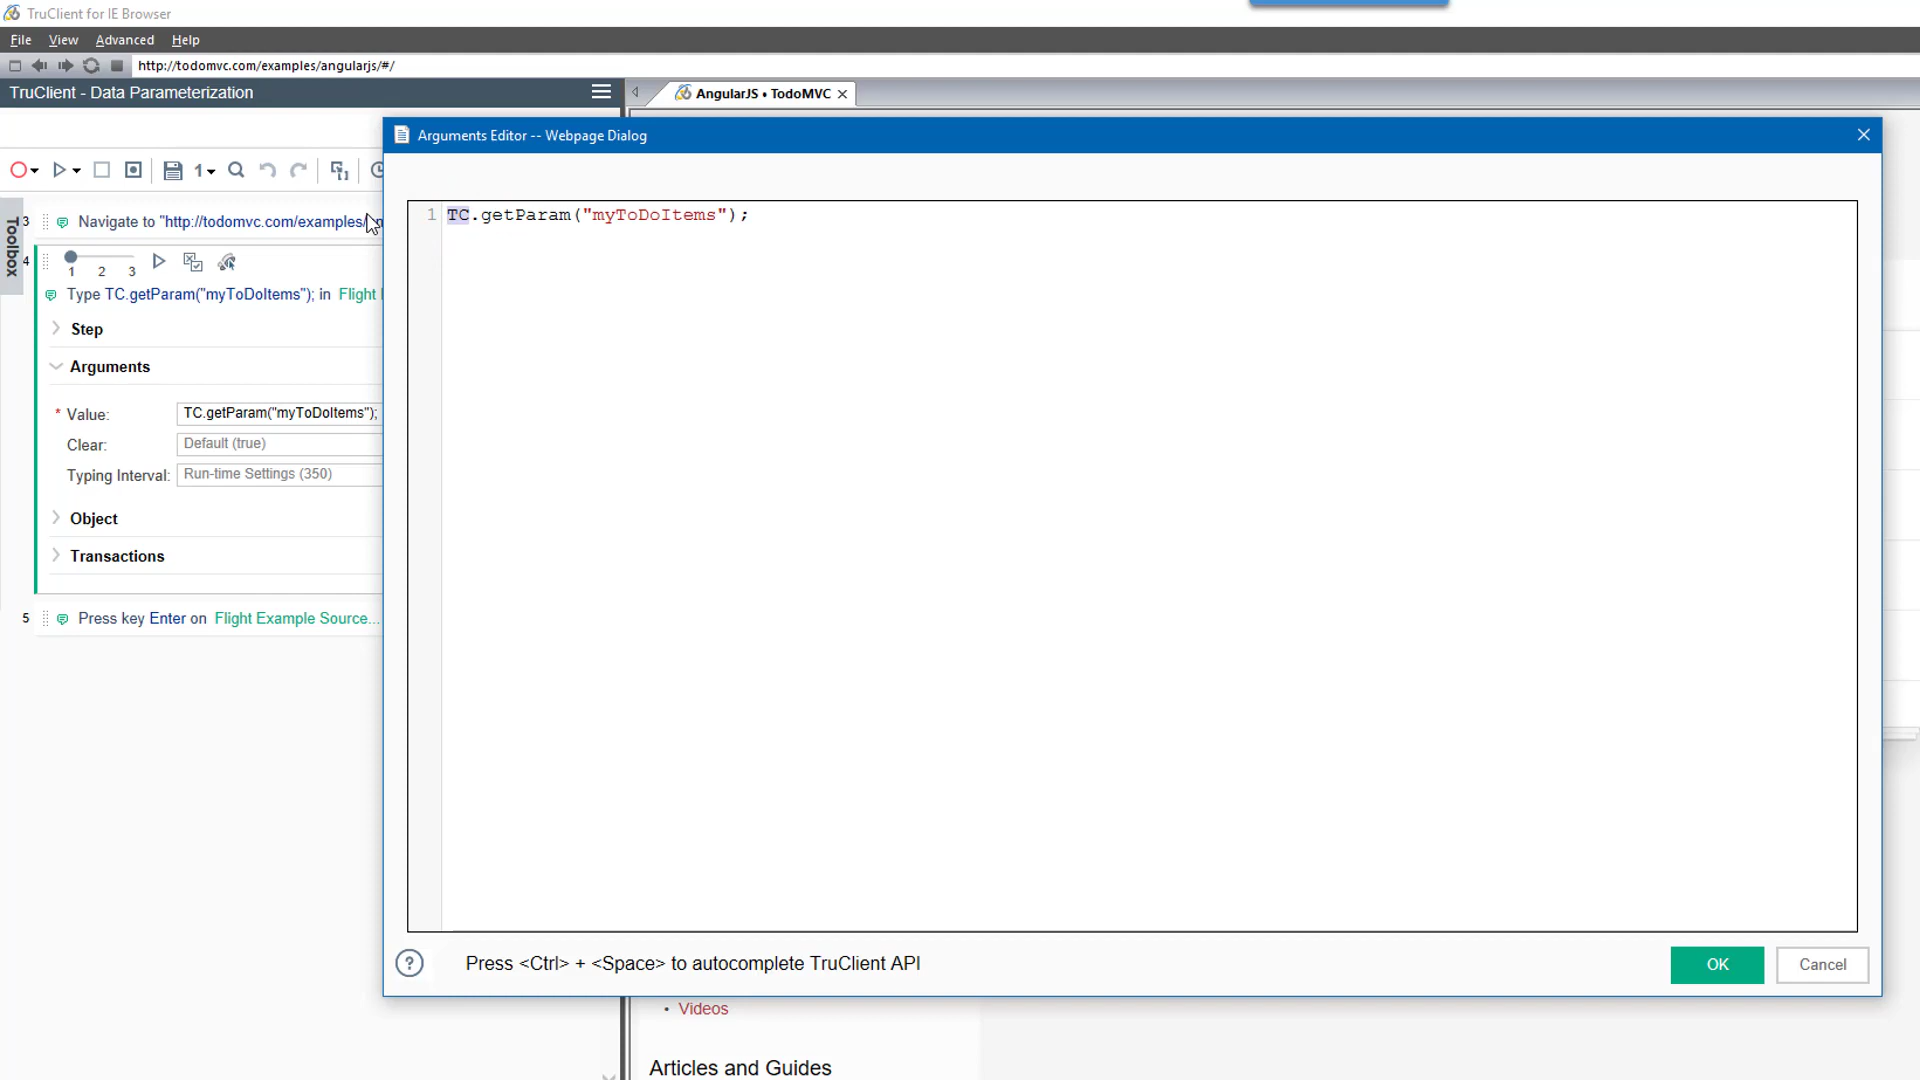 TruClient for IE Browser
File View Advanced Help
http://todomvc.com/examples/angularjs/#/
TruClient - Data Parameterization
AngularJS • TodoMVC
Arguments Editor -- Webpage Dialog
1
Toolbox
3 Navigate to "http://todomvc.com/examples/
4
1 2 3
Type TC.getParam("myToDoItems"); in Flight
Step
Arguments
* Value: TC.getParam("myToDoItems");
Clear: Default (true)
Typing Interval: Run-time Settings (350)
Object
Transactions
5 Press key Enter on Flight Example Source...
1 TC.getParam("myToDoItems");
? Press <Ctrl> + <Space> to autocomplete TruClient API
OK Cancel
• Videos
Articles and Guides